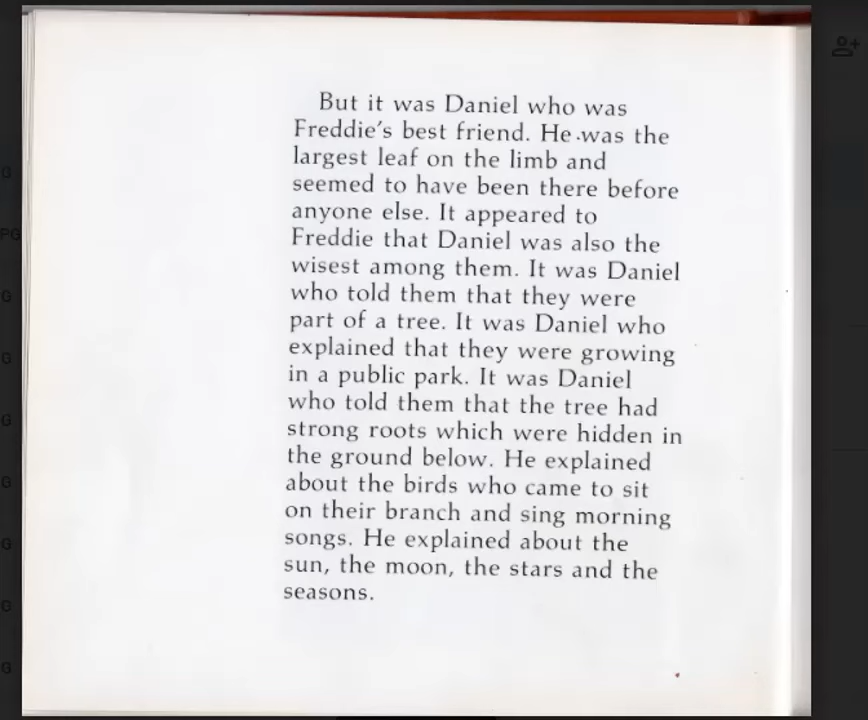 But it was Daniel who was
Freddie's best friend. He was the
largest leaf on the limb and
seemed to have been there before
anyone else. It appeared to
Freddie that Daniel was also the
wisest among them. It was Daniel
who told them that they were
part of a tree. It was Daniel who
explained that they were growing
in a public park. It was Daniel
who told them that the tree had
strong roots which were hidden in
the ground below. He explained
about the birds who came to sit
on their branch and sing morning
songs. He explained about the
sun, the moon, the stars and the
seasons.
G
PG
G
G
G
G
G
G
G